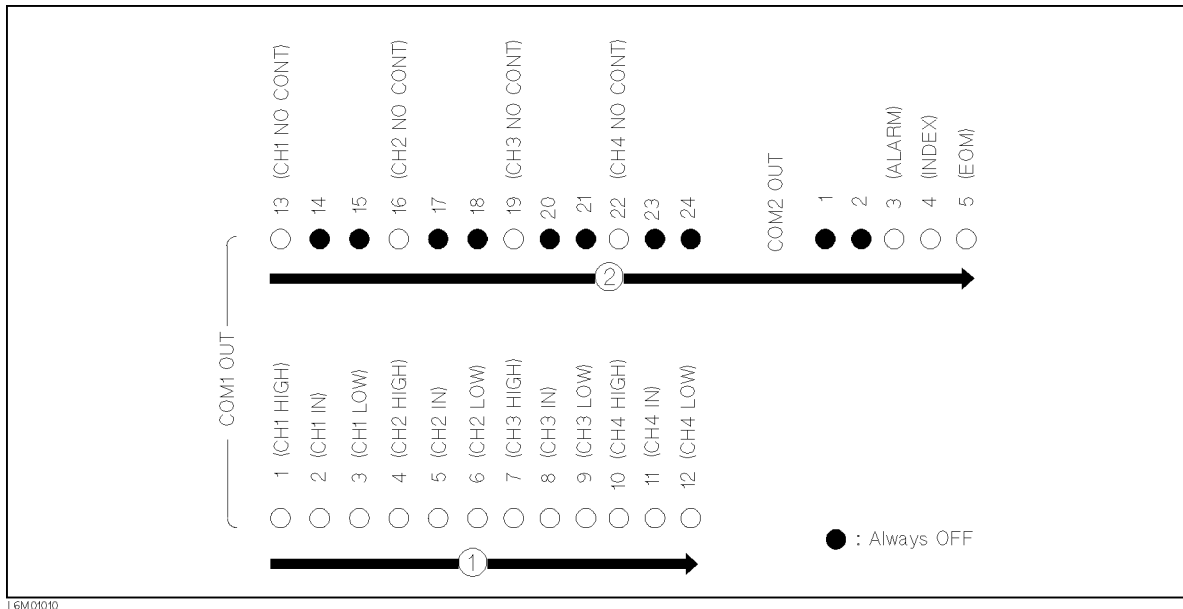 13 (CH1 NO CONT)
14
15
16 (CH2 NO CONT)
17
18
19 (CH3 NO CONT)
20
21
22 (CH4 NO CONT)
23
24
COM2 OUT
1
2
3 (ALARM)
4 (INDEX)
5 (EOM)
2
COM1 OUT
1 (CH1 HIGH)
2 (CH1 IN)
3 (CH1 LOW)
4 (CH2 HIGH)
5 (CH2 IN)
6 (CH2 LOW)
7 (CH3 HIGH)
8 (CH3 IN)
9 (CH3 LOW)
10 (CH4 HIGH)
11 (CH4 IN)
12 (CH4 LOW)
1
: Always OFF
L6M01010